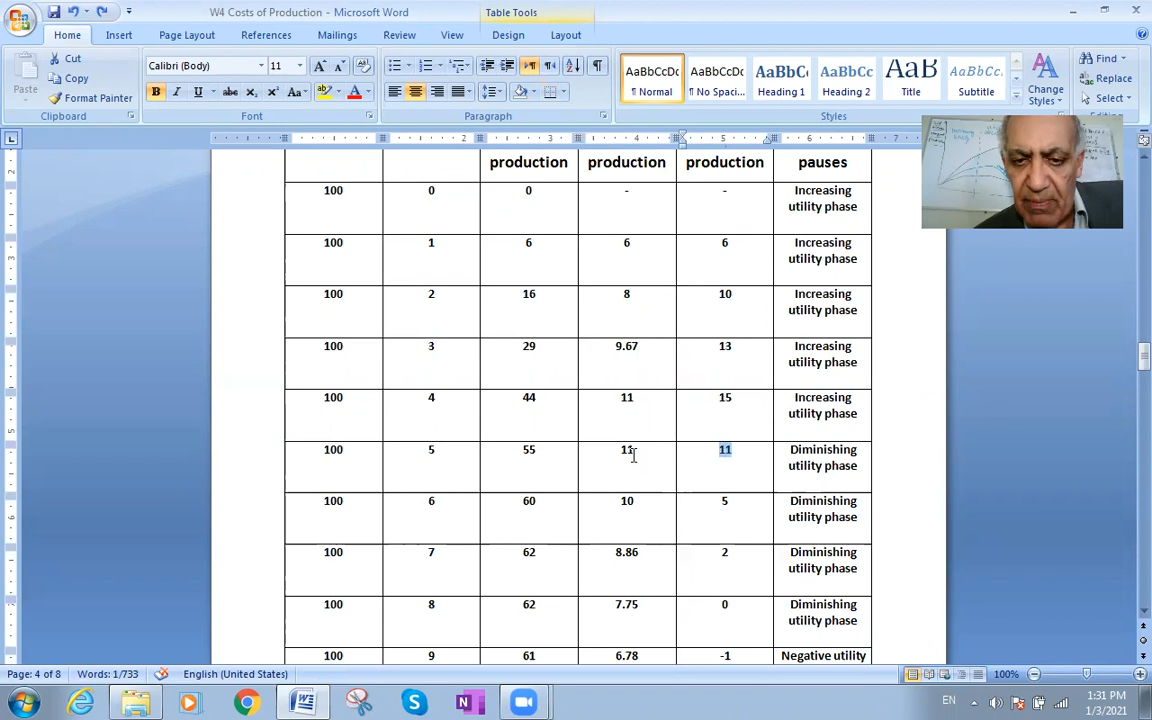 W4 Costs of Production - Microsoft Word
Table Tools
Home Insert Page Layout References Mailings Review View Design Layout
Paste
Cut
Copy
Format Painter
Clipboard
Calibri (Body) 11
B I U abc x₂ x² Aa
Font
Paragraph
AaBbCcDc
¶ Normal
AaBbCcDc
¶ No Spaci...
AaBbC
Heading 1
AaBbCc
Heading 2
AaB
Title
AaBbCc.
Subtitle
Change
Styles
Styles
Find
Replace
Select
production production production pauses
100 0 0 - - Increasing
utility phase
100 1 6 6 6 Increasing
utility phase
100 2 16 8 10 Increasing
utility phase
100 3 29 9.67 13 Increasing
utility phase
100 4 44 11 15 Increasing
utility phase
100 5 55 11 11 Diminishing
utility phase
100 6 60 10 5 Diminishing
utility phase
100 7 62 8.86 2 Diminishing
utility phase
100 8 62 7.75 0 Diminishing
utility phase
100 9 61 6.78 -1 Negative utility
Page: 4 of 8 Words: 1/733 English (United States) 100%
EN
1:31 PM
1/3/2021